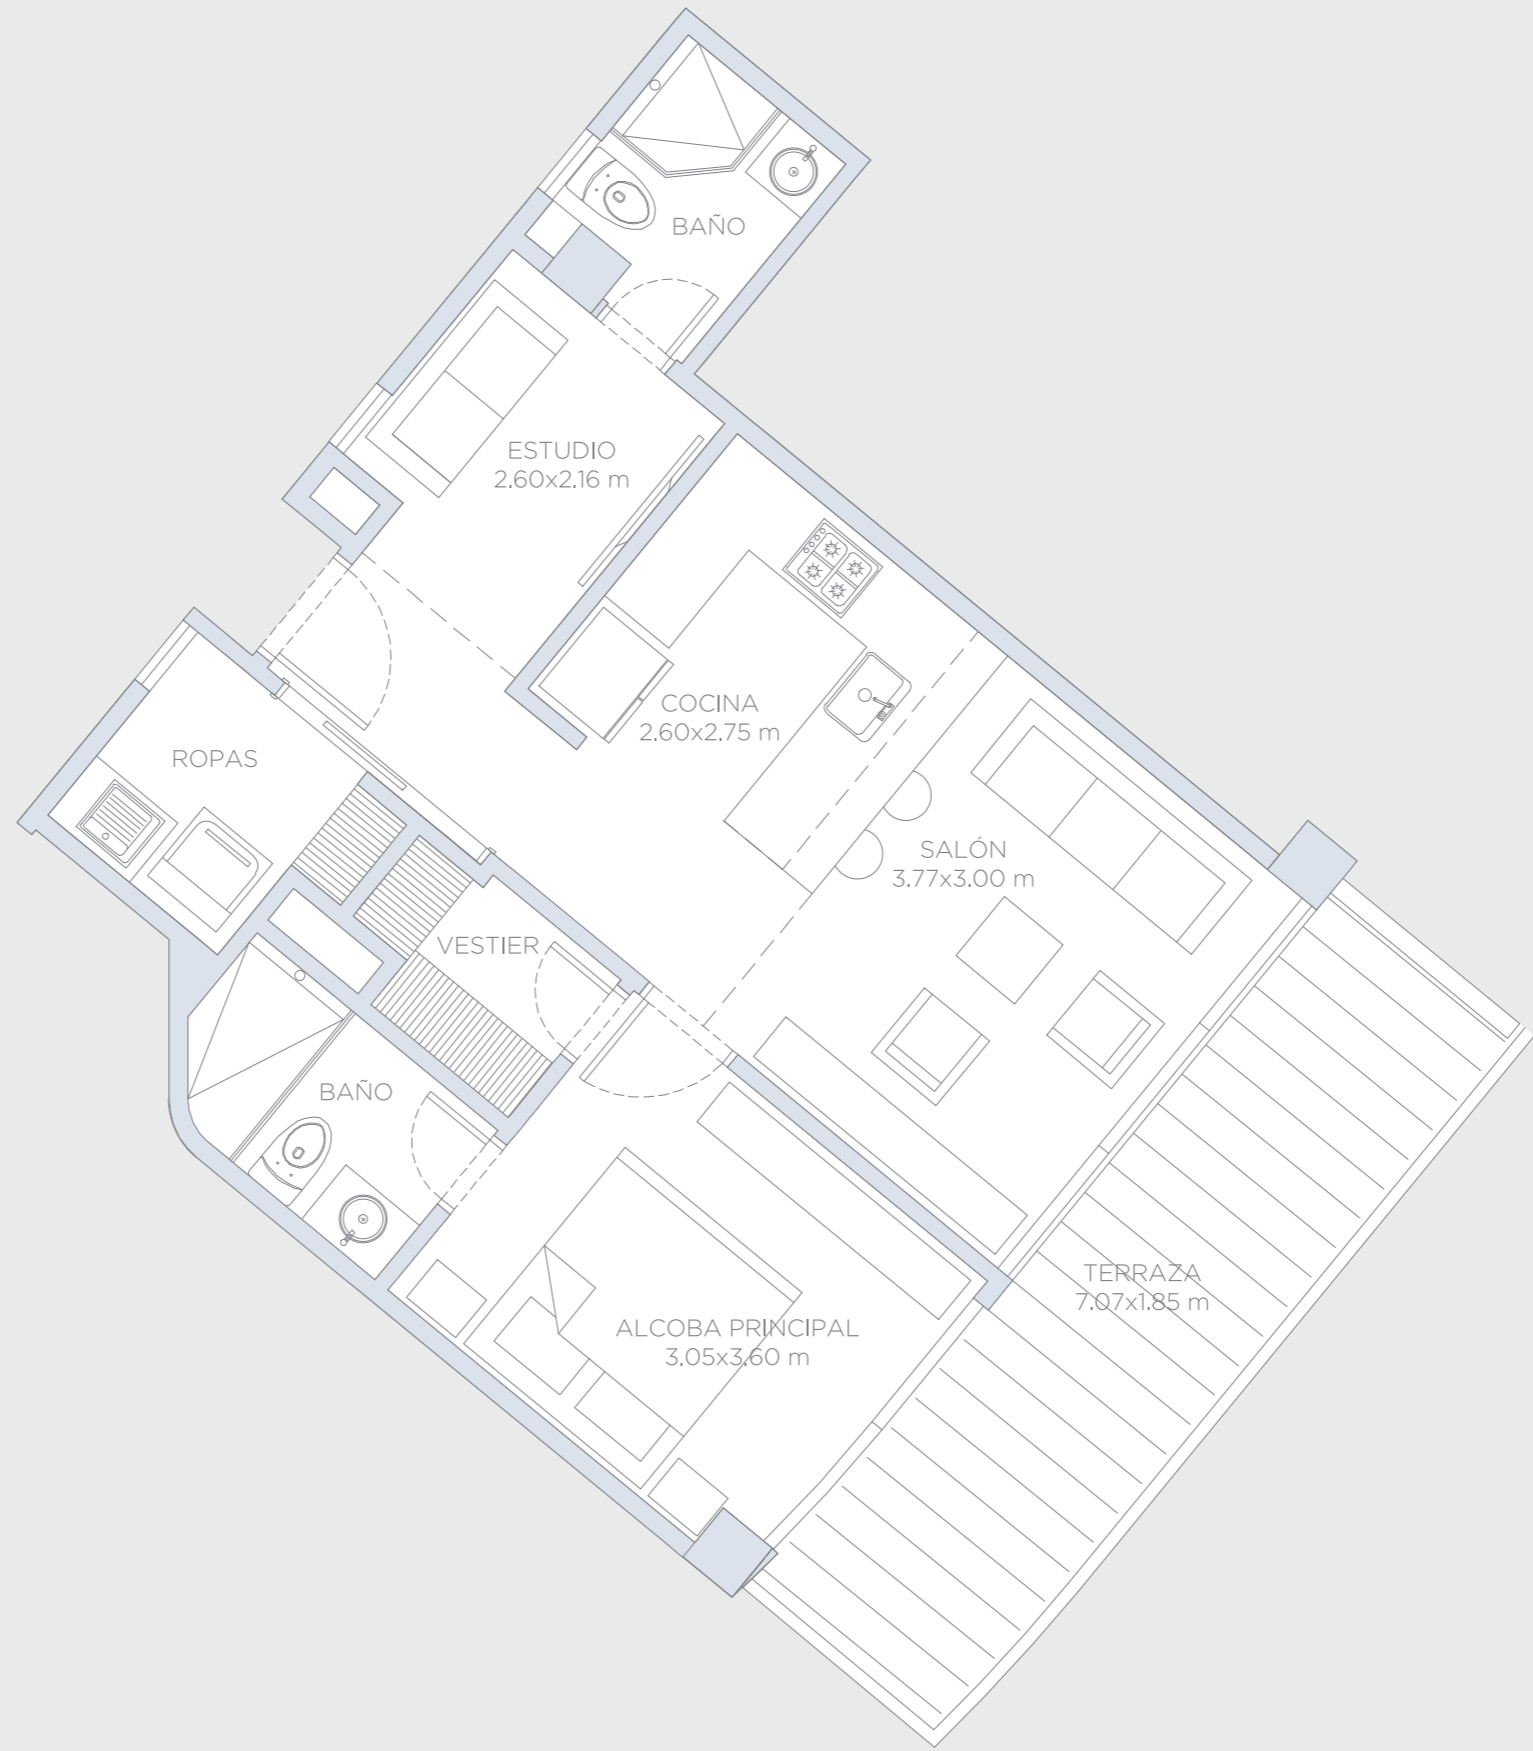 BAÑO
ESTUDIO
2.60x2.16 m
COCINA
2.60x2.75 m
ROPAS
SALÓN
3.77x3.00 m
VESTIER
BAÑO
TERRAZA
7.07x1.85 m
ALCOBA PRINCIPAL
3.05x3.60 m